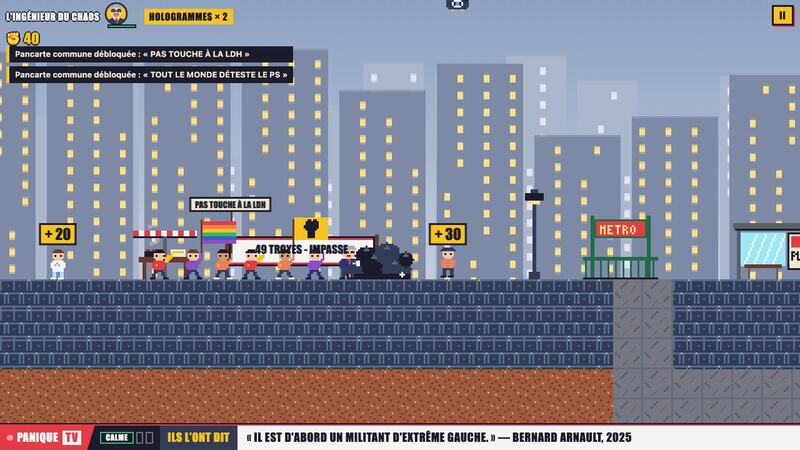 L'INGÉNIEUR DU CHAOS
HOLOGRAMMES × 2
40
Pancarte commune débloquée : « PAS TOUCHE À LA LDH »
Pancarte commune débloquée : « TOUT LE MONDE DÉTESTE LE PS »
PAS TOUCHE À LA LDH
+ 20
49 TROYES - IMPASSE
+ 30
METRO
PANIQUE TV
CALME
ILS L'ONT DIT
« IL EST D'ABORD UN MILITANT D'EXTRÊME GAUCHE. » — BERNARD ARNAULT, 2025